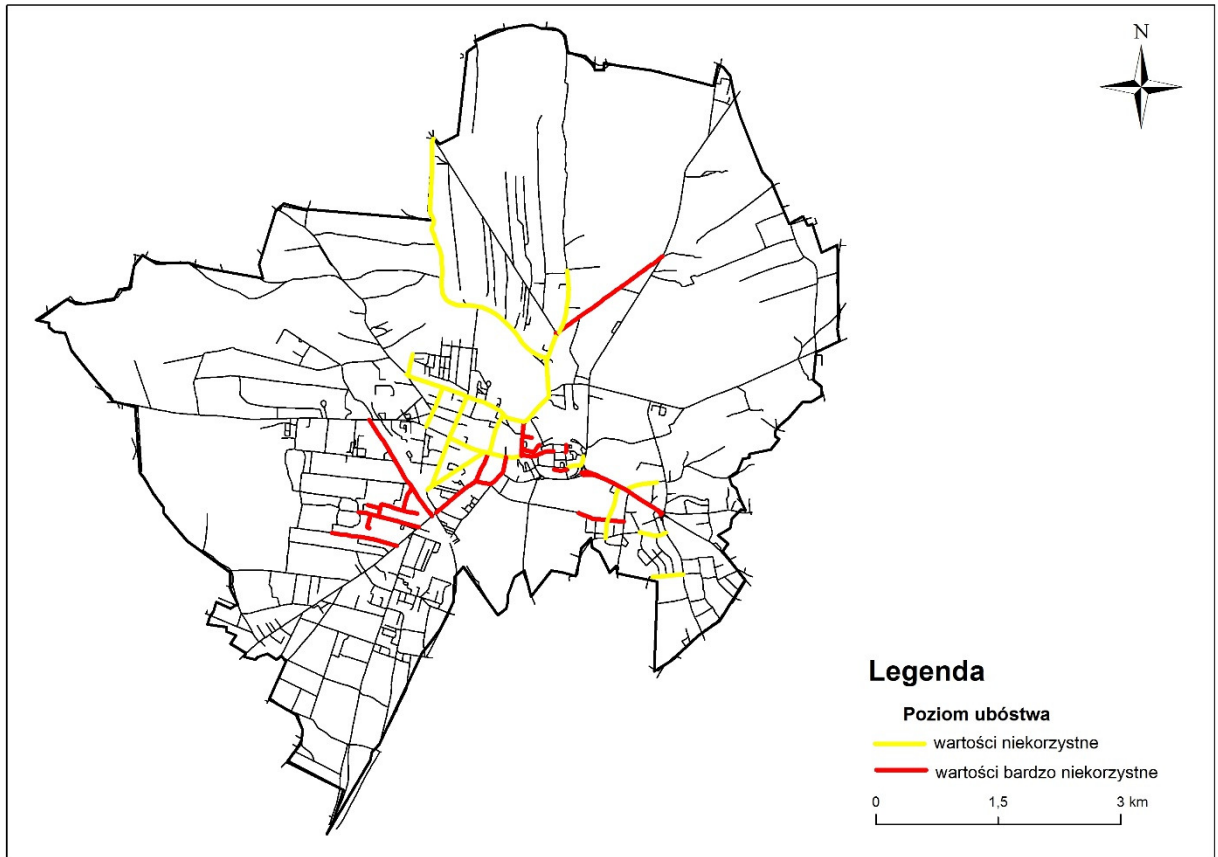 N
Legenda
Poziom ubóstwa
wartości niekorzystne
wartości bardzo niekorzystne
0 1,5 3 km